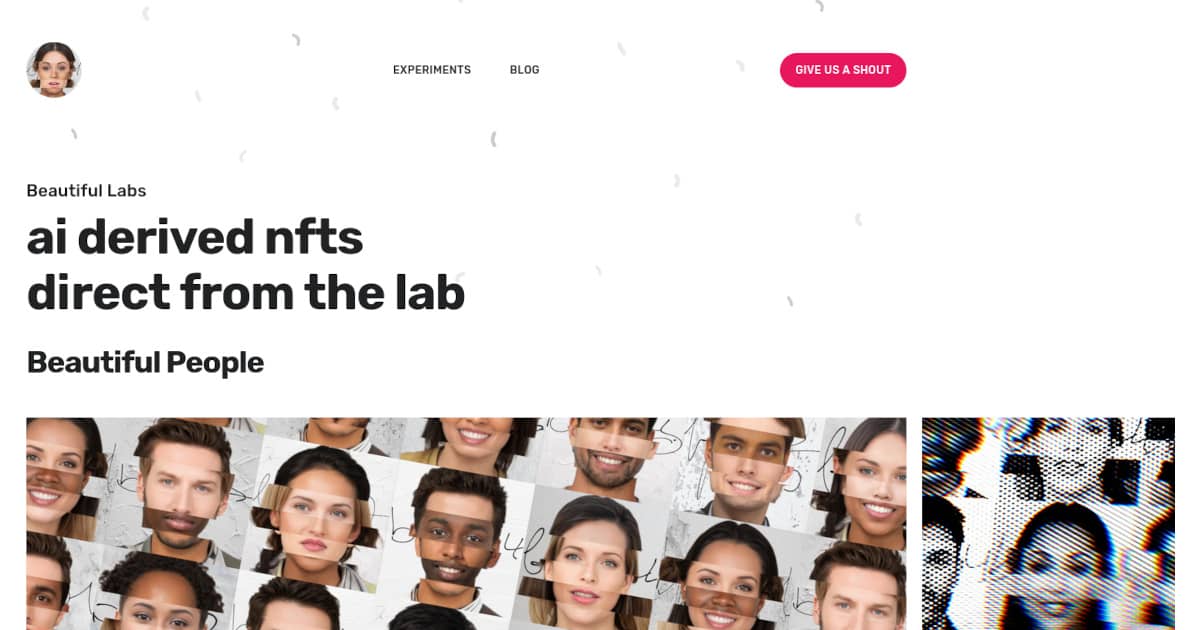 EXPERIMENTS
BLOG
GIVE US A SHOUT
Beautiful Labs
ai derived nfts
direct from the lab
Beautiful People